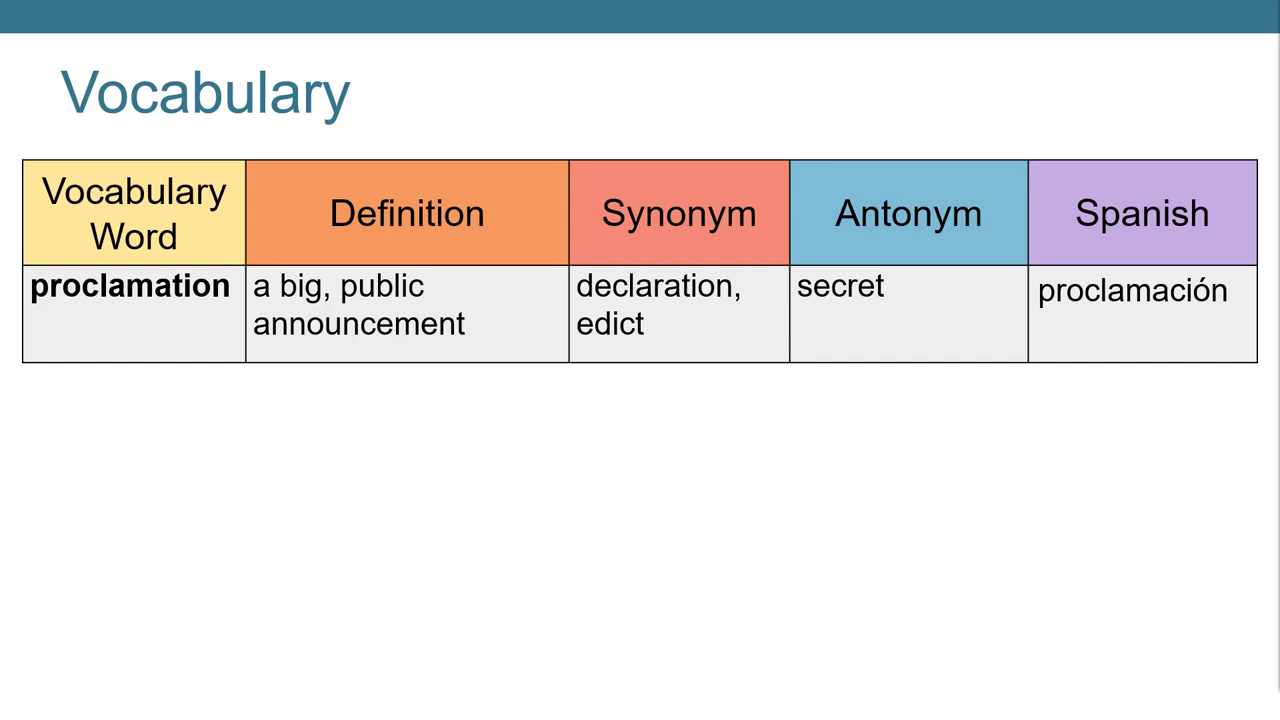 Vocabulary
Vocabulary
Word
Definition
Synonym
Antonym
Spanish
proclamation
a big, public
announcement
declaration,
edict
secret
proclamación